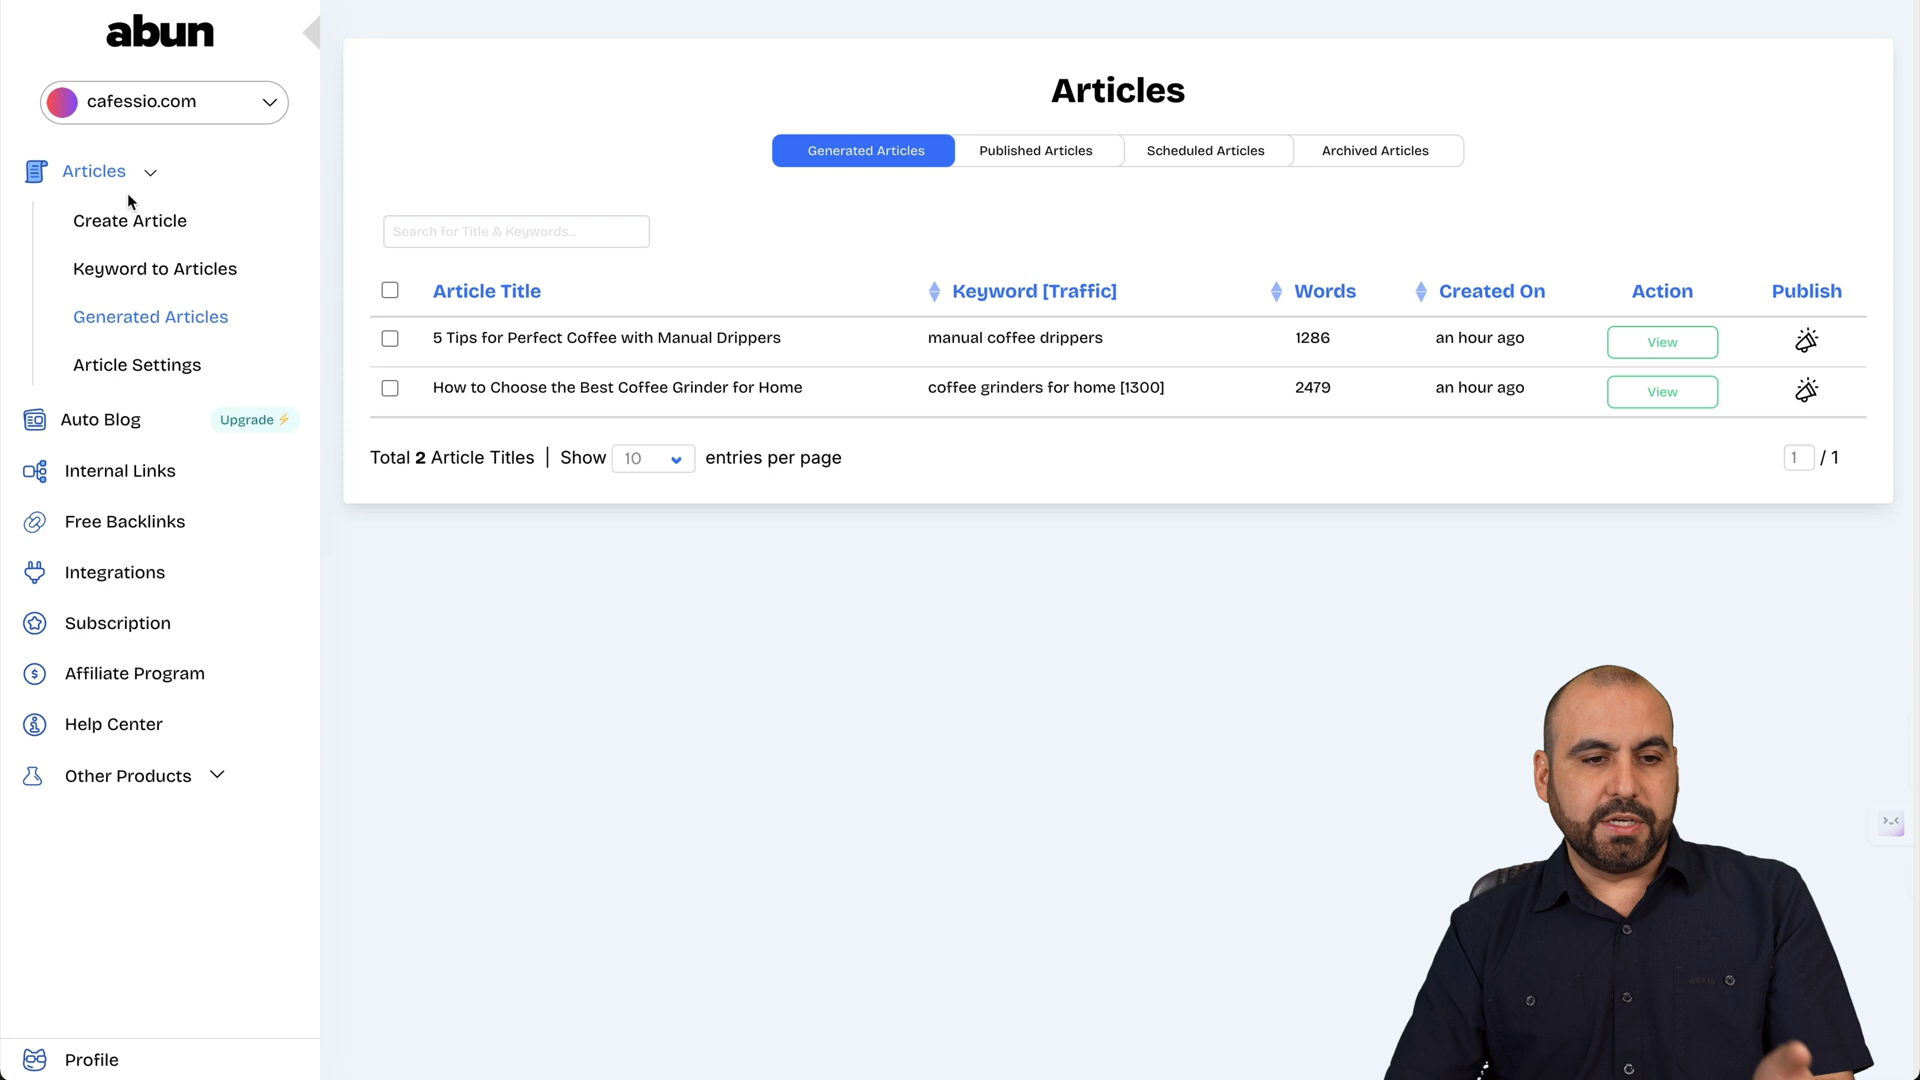 abun
cafessio.com
Articles
Create Article
Keyword to Articles
Generated Articles
Article Settings
Auto Blog
Upgrade⚡
Internal Links
Free Backlinks
Integrations
Subscription
Affiliate Program
Help Center
Other Products
Profile
Articles
Generated Articles
Published Articles
Scheduled Articles
Archived Articles
Search for Title & Keywords...
Article Title Keyword [Traffic] Words Created On Action Publish
5 Tips for Perfect Coffee with Manual Drippers manual coffee drippers 1286 an hour ago View
How to Choose the Best Coffee Grinder for Home coffee grinders for home [1300] 2479 an hour ago View
Total 2 Article Titles | Show 10 entries per page 1 / 1